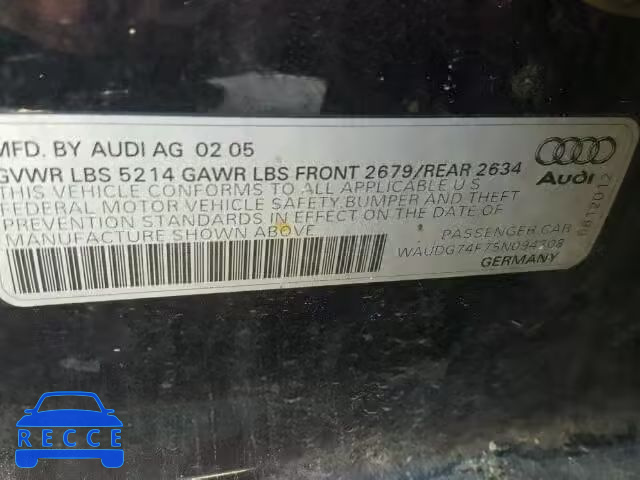 MFD. BY AUDI AG 02 05
GVWR LBS 5214 GAWR LBS FRONT 2679/REAR 2634
THIS VEHICLE CONFORMS TO ALL APPLICABLE U S
FEDERAL MOTOR VEHICLE SAFETY, BUMPER AND THEFT
PREVENTION STANDARDS IN EFFECT ON THE DATE OF
MANUFACTURE SHOWN ABOVE
Audi
PASSENGER CAR
WAUDG74F75N094308
GERMANY
RECCE